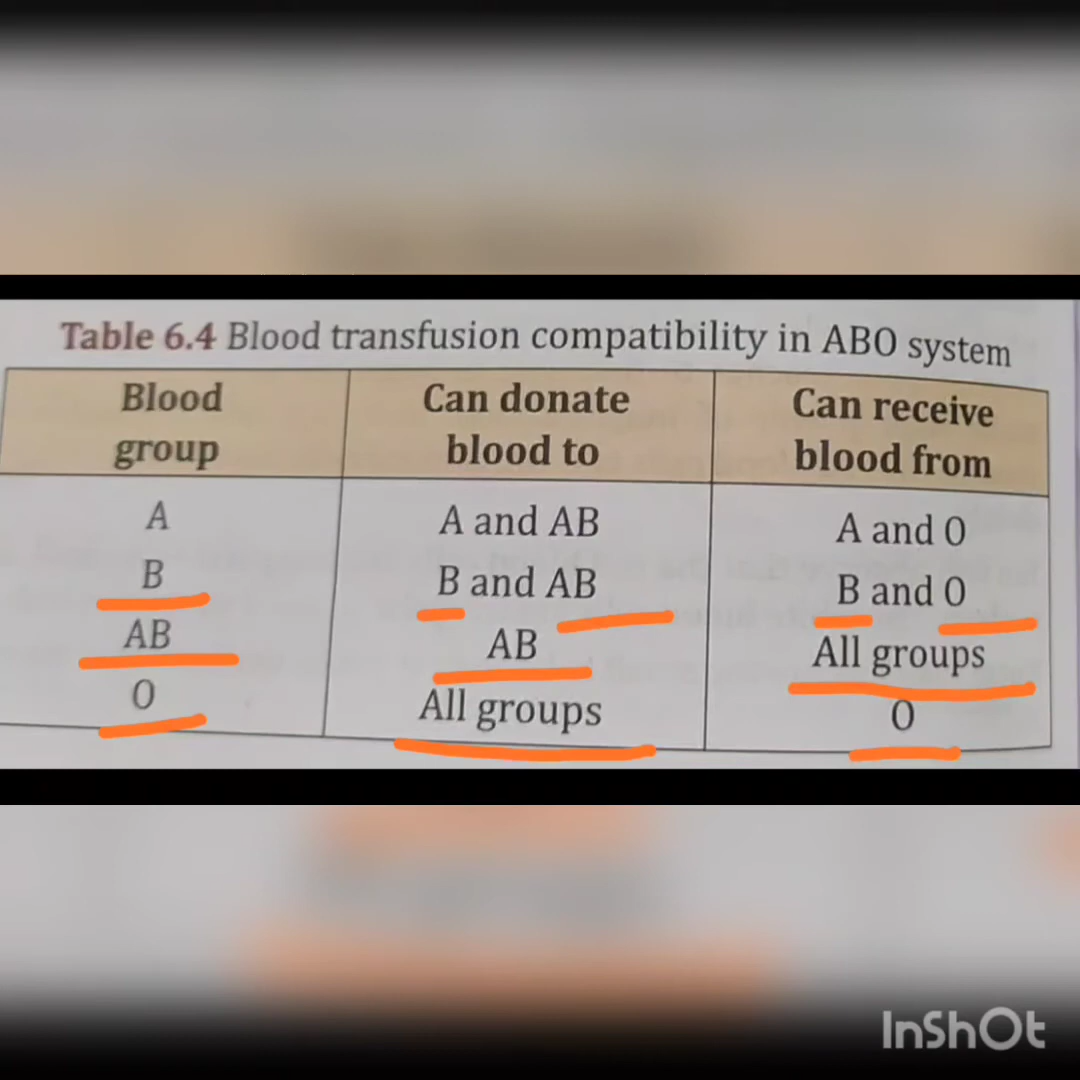 Table 6.4 Blood transfusion compatibility in ABO system
Blood group Can donate blood to Can receive blood from
A A and AB A and O
B B and AB B and O
AB AB All groups
O All groups O
InShOt